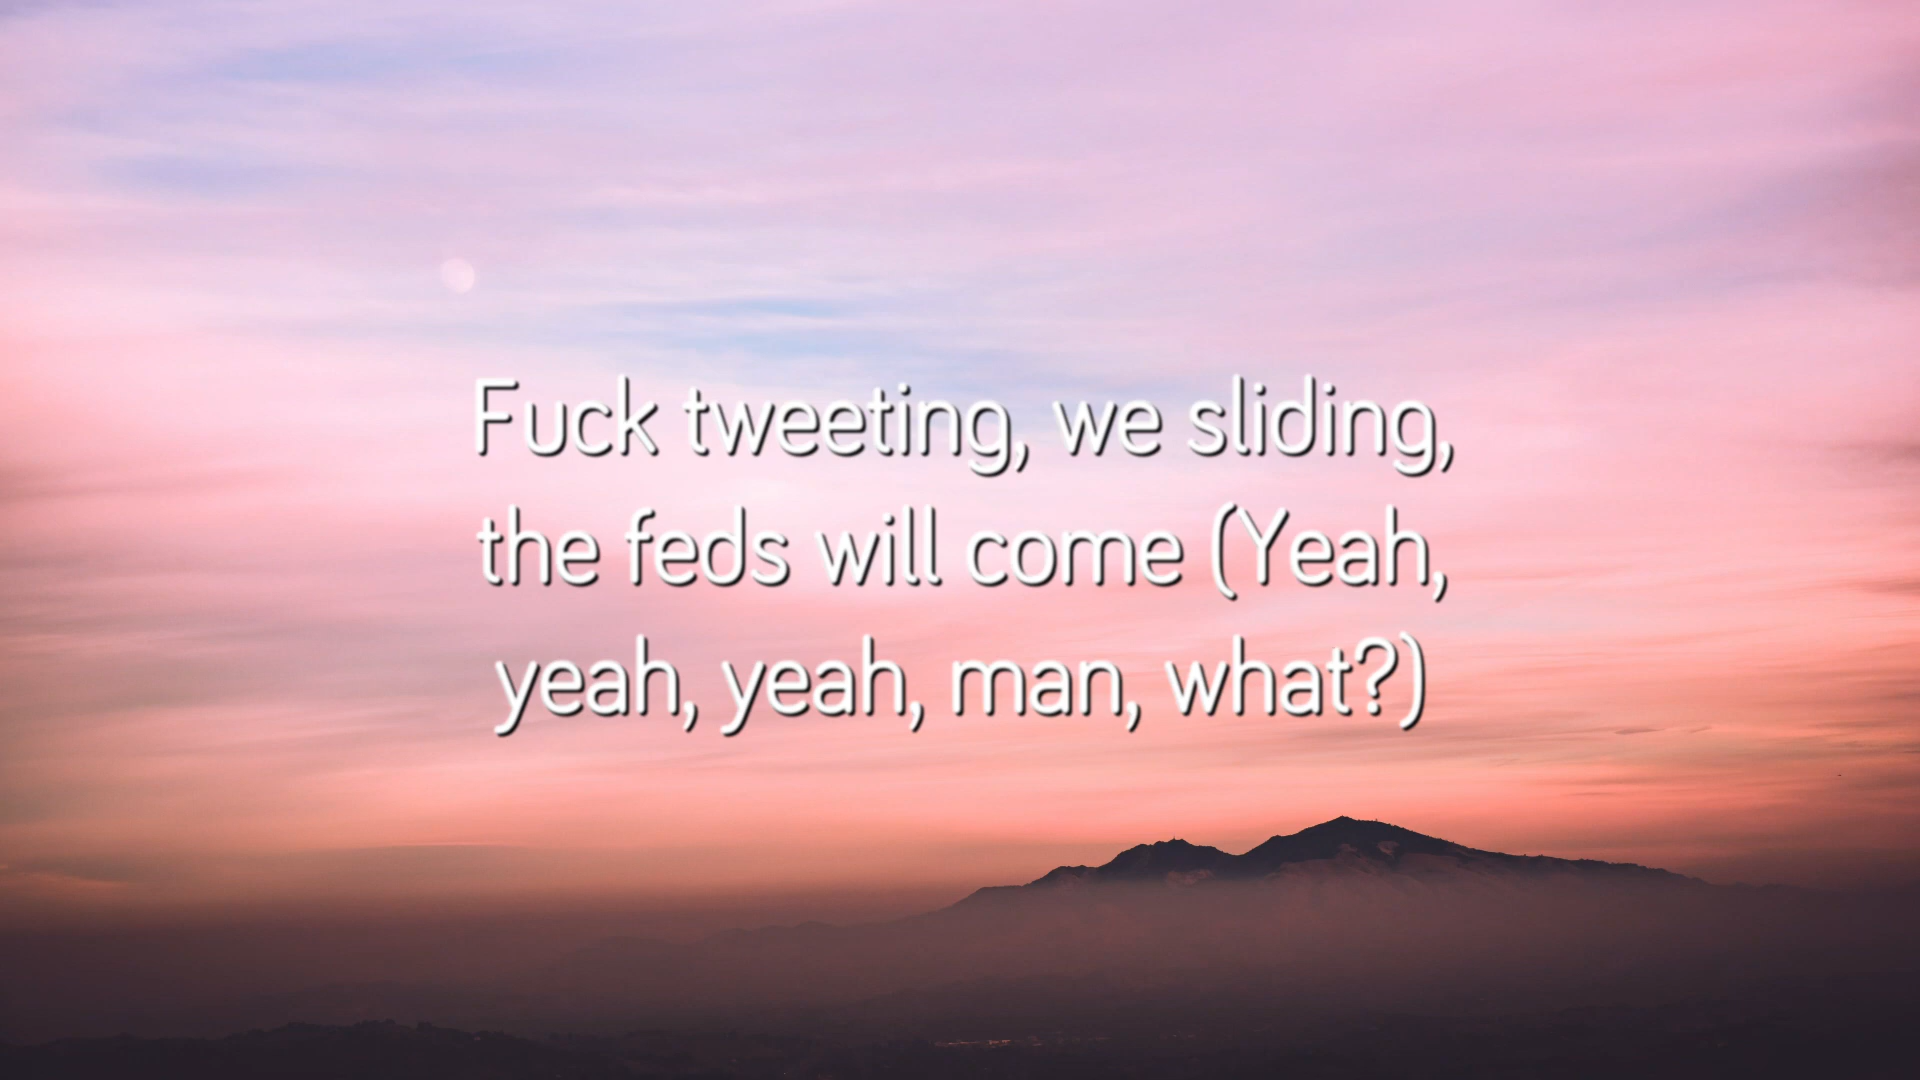 Fuck tweeting, we sliding,
the feds will come (Yeah,
yeah, yeah, man, what?)